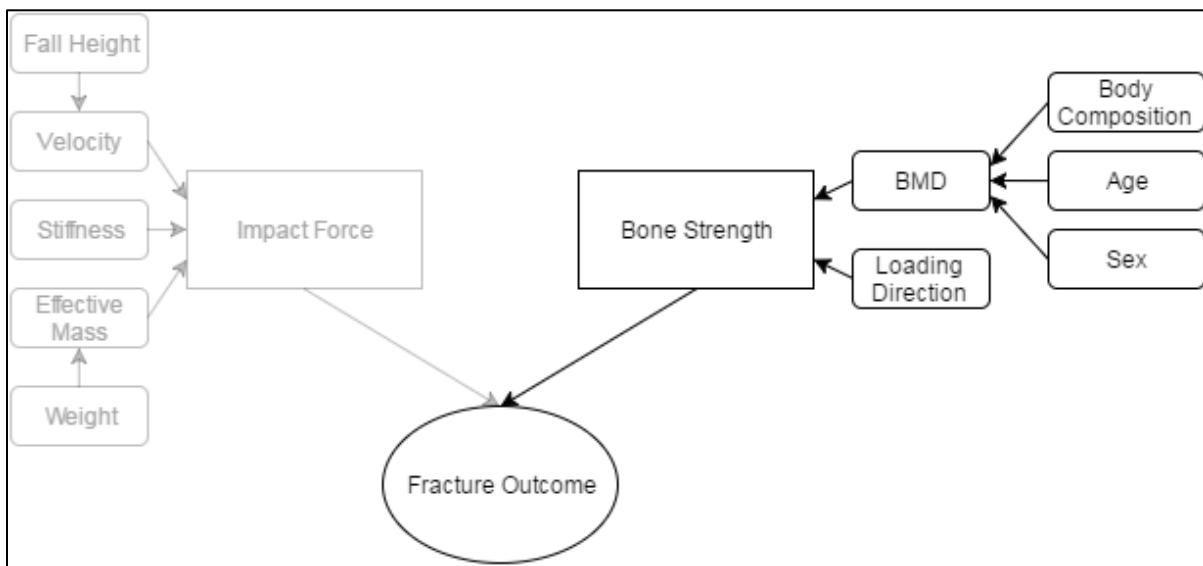 Fall Height
Velocity
Stiffness
Effective
Mass
Weight
Impact Force
Bone Strength
BMD
Loading
Direction
Body
Composition
Age
Sex
Fracture Outcome